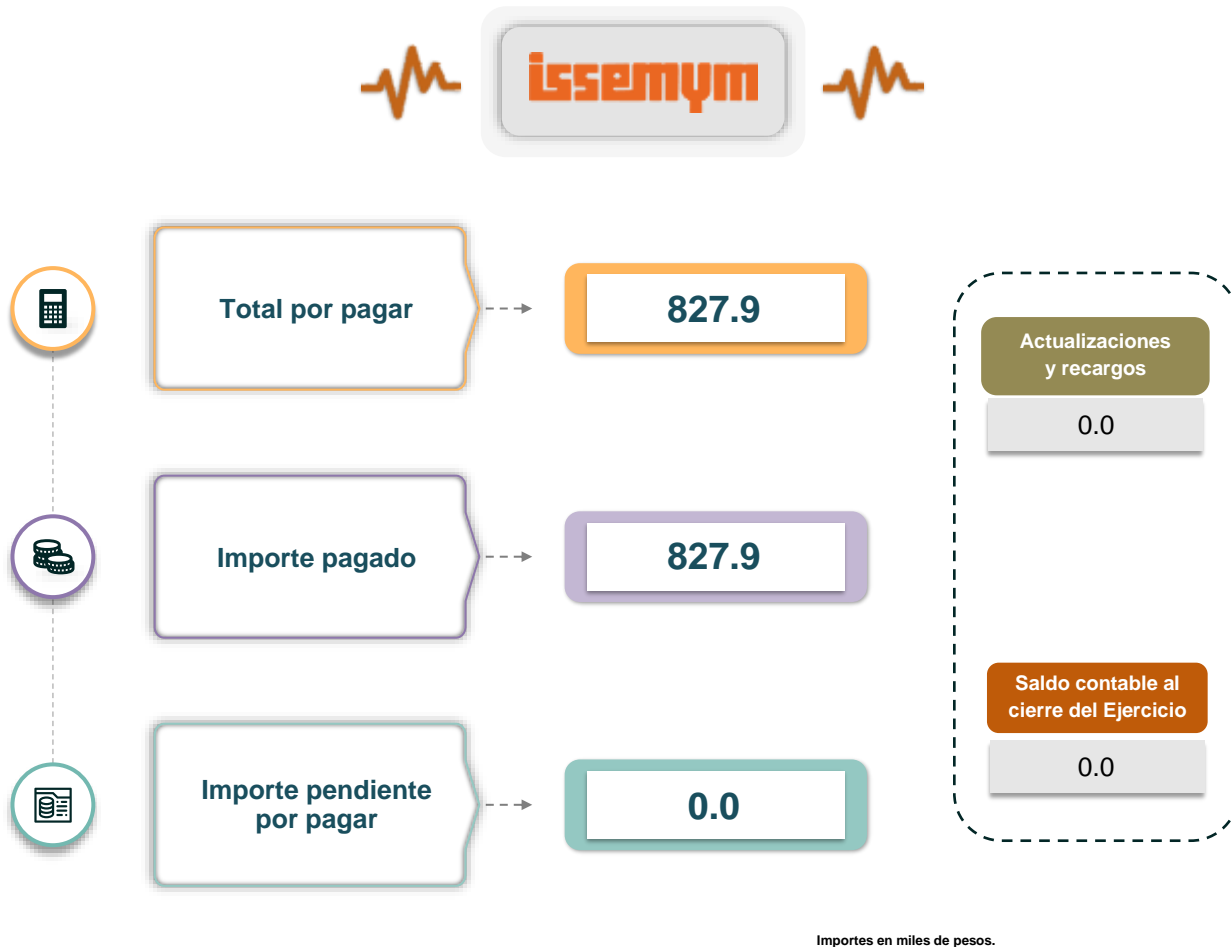 issemym
Total por pagar
827.9
Actualizaciones
y recargos
0.0
Importe pagado
827.9
Saldo contable al
cierre del Ejercicio
0.0
Importe pendiente
por pagar
0.0
Importes en miles de pesos.